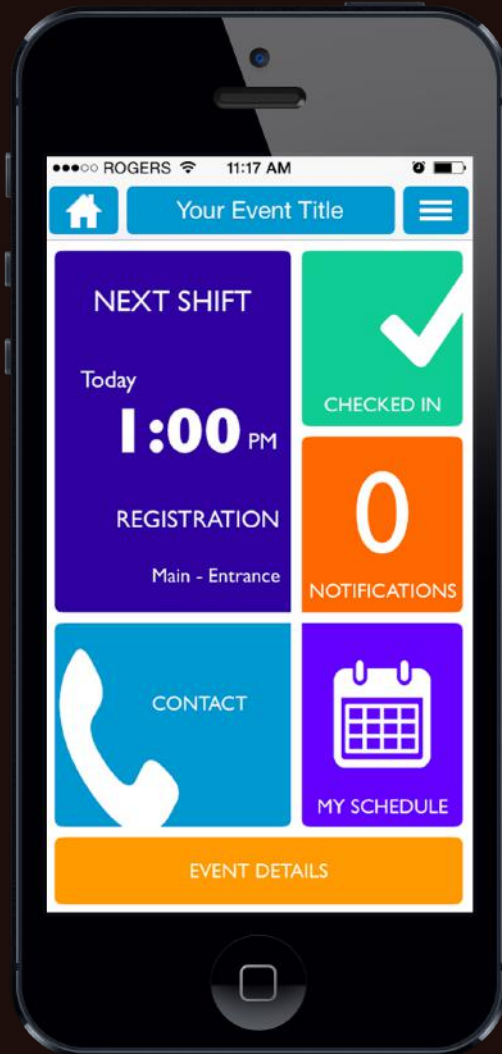 ROGERS 11:17 AM
Your Event Title
NEXT SHIFT
Today
1:00 PM
REGISTRATION
Main - Entrance
CHECKED IN
0
NOTIFICATIONS
CONTACT
MY SCHEDULE
EVENT DETAILS